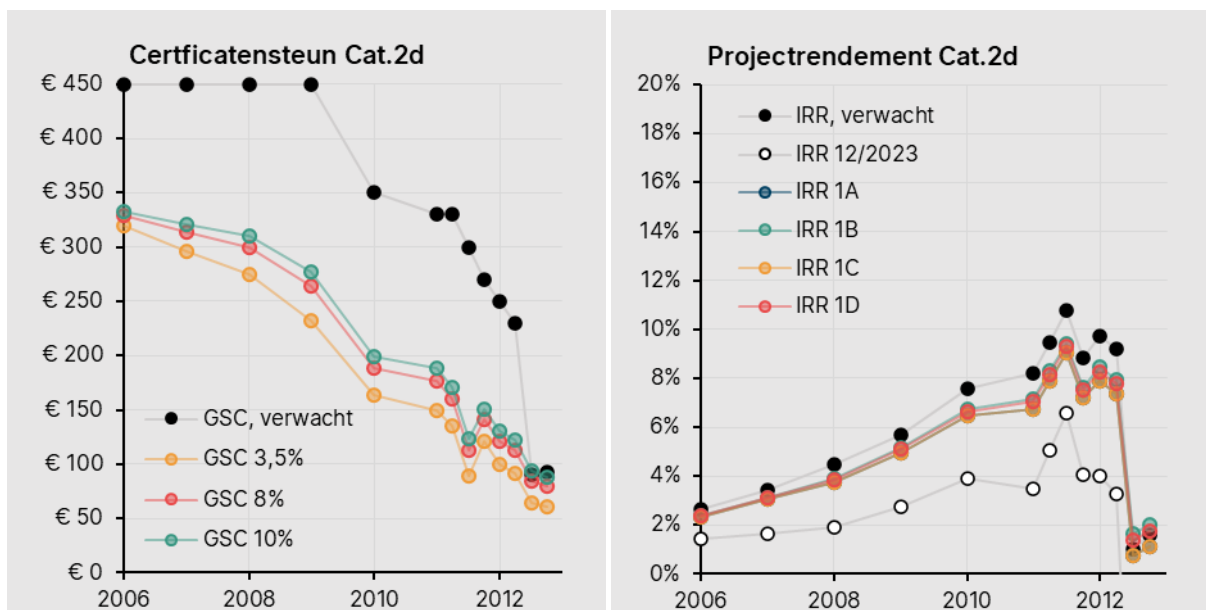 Certficatensteun Cat.2d
€ 450
€ 400
€ 350
€ 300
€ 250
€ 200
€ 150
€ 100
€ 50
€ 0
GSC, verwacht
GSC 3,5%
GSC 8%
GSC 10%
2006 2008 2010 2012
Projectrendement Cat.2d
20%
18%
16%
14%
12%
10%
8%
6%
4%
2%
0%
IRR, verwacht
IRR 12/2023
IRR 1A
IRR 1B
IRR 1C
IRR 1D
2006 2008 2010 2012